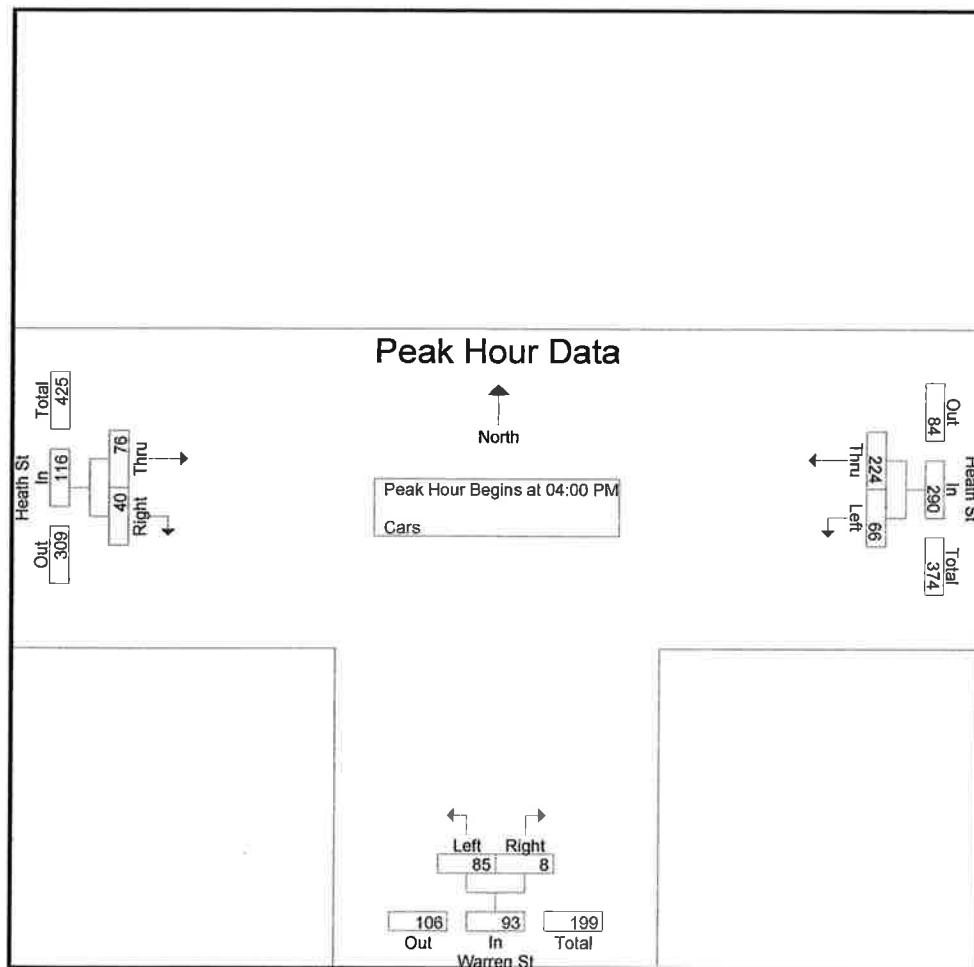 Peak Hour Data
North
Peak Hour Begins at 04:00 PM
Cars
Heath St
Total
425
In
116
Out
309
76
Thru
40
Right
Heath St
Out
84
In
290
Total
374
224
Thru
66
Left
Left Right
85 8
106 93 199
Out In Total
Warren St